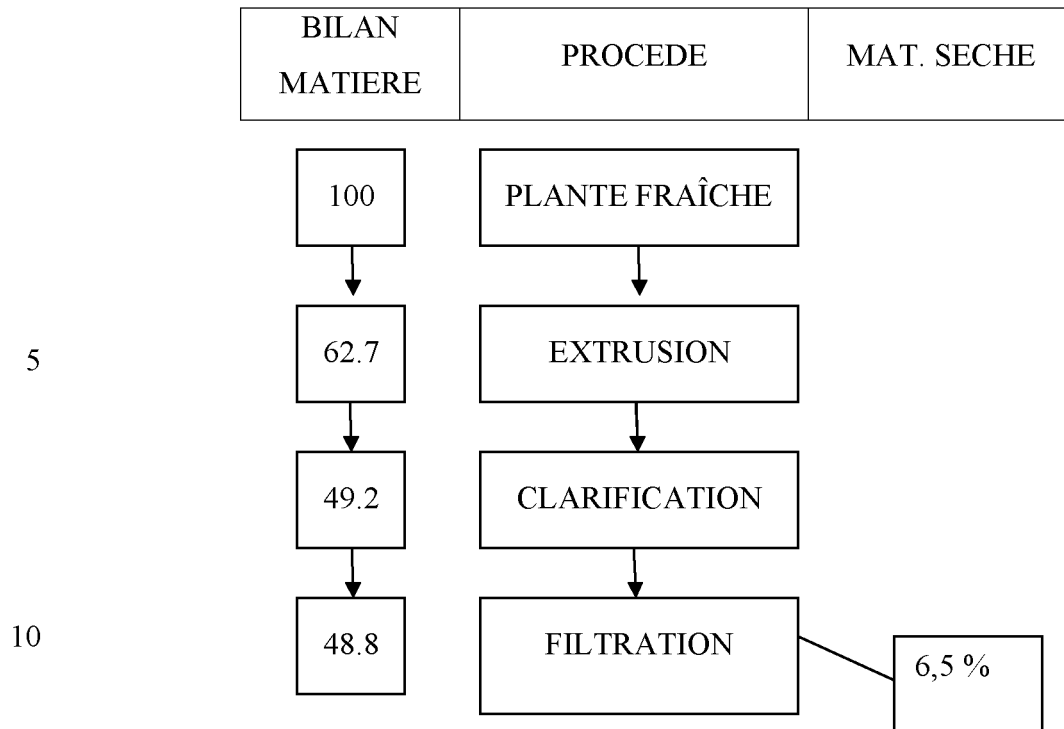 BILAN
MATIERE
PROCEDE
MAT. SECHE
100
PLANTE FRAÎCHE
5
62.7
EXTRUSION
49.2
CLARIFICATION
10
48.8
FILTRATION
6,5 %